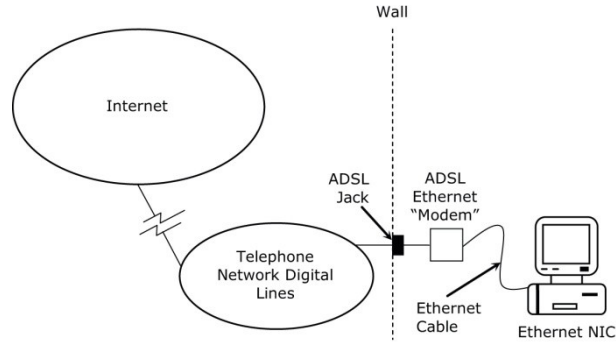 Wall
Internet
ADSL
Jack
ADSL
Ethernet
“Modem”
Telephone
Network Digital
Lines
Ethernet
Cable
Ethernet NIC